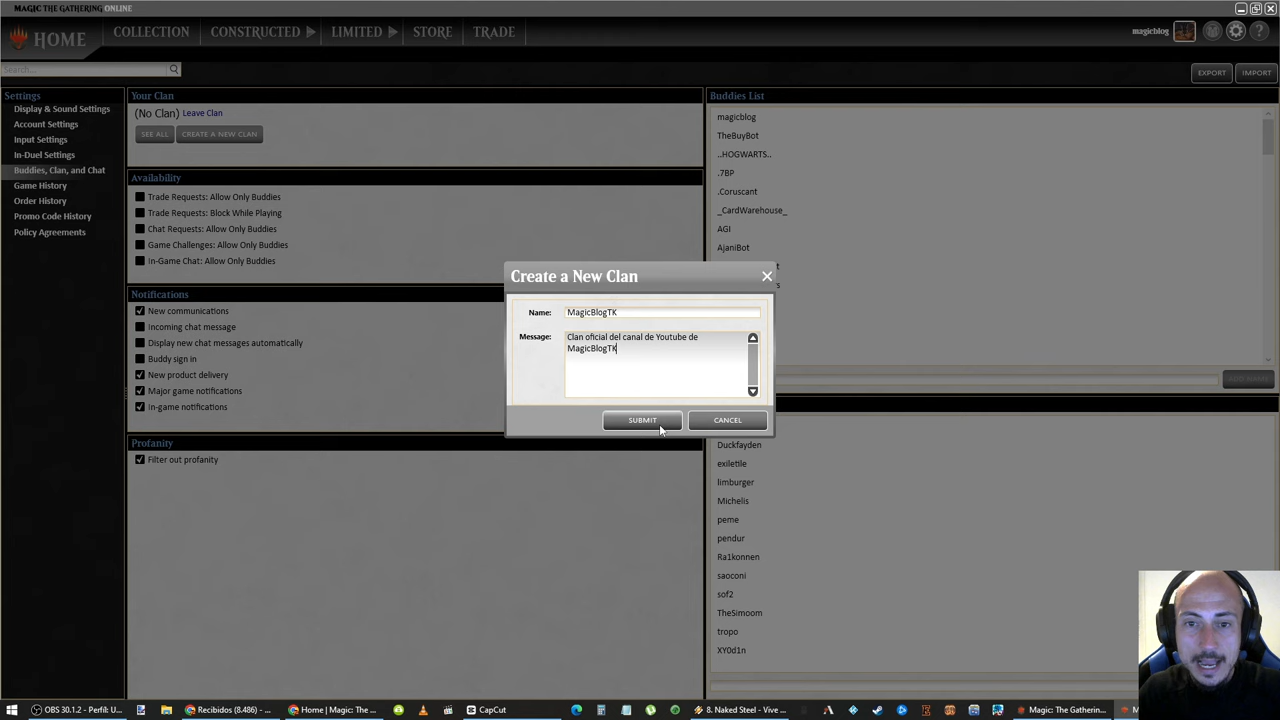 MAGIC THE GATHERING ONLINE
HOME
COLLECTION
CONSTRUCTED
LIMITED
STORE
TRADE
magicblog
Search...
EXPORT
IMPORT
Settings
Display & Sound Settings
Account Settings
Input Settings
In-Duel Settings
Buddies, Clan, and Chat
Game History
Order History
Promo Code History
Policy Agreements
Your Clan
(No Clan) Leave Clan
SEE ALL
CREATE A NEW CLAN
Availability
Trade Requests: Allow Only Buddies
Trade Requests: Block While Playing
Chat Requests: Allow Only Buddies
Game Challenges: Allow Only Buddies
In-Game Chat: Allow Only Buddies
Notifications
New communications
Incoming chat message
Display new chat messages automatically
Buddy sign in
New product delivery
Major game notifications
In-game notifications
Profanity
Filter out profanity
Create a New Clan
Name: MagicBlogTK
Message: Clan oficial del canal de Youtube de
MagicBlogTK
SUBMIT
CANCEL
Buddies List
magicblog
TheBuyBot
..HOGWARTS..
.7BP
.Coruscant
_CardWarehouse_
AGI
AjaniBot
ADD NAME
Duckfayden
exiletile
limburger
Michelis
peme
pendur
Ra1konnen
saoconi
sof2
TheSimoom
tropo
XY0d1n
OBS 30.1.2 - Perfil: U...
Recibidos (8.486) - ...
Home | Magic: The ...
CapCut
8. Naked Steel - Vive ...
Magic: The Gatherin...